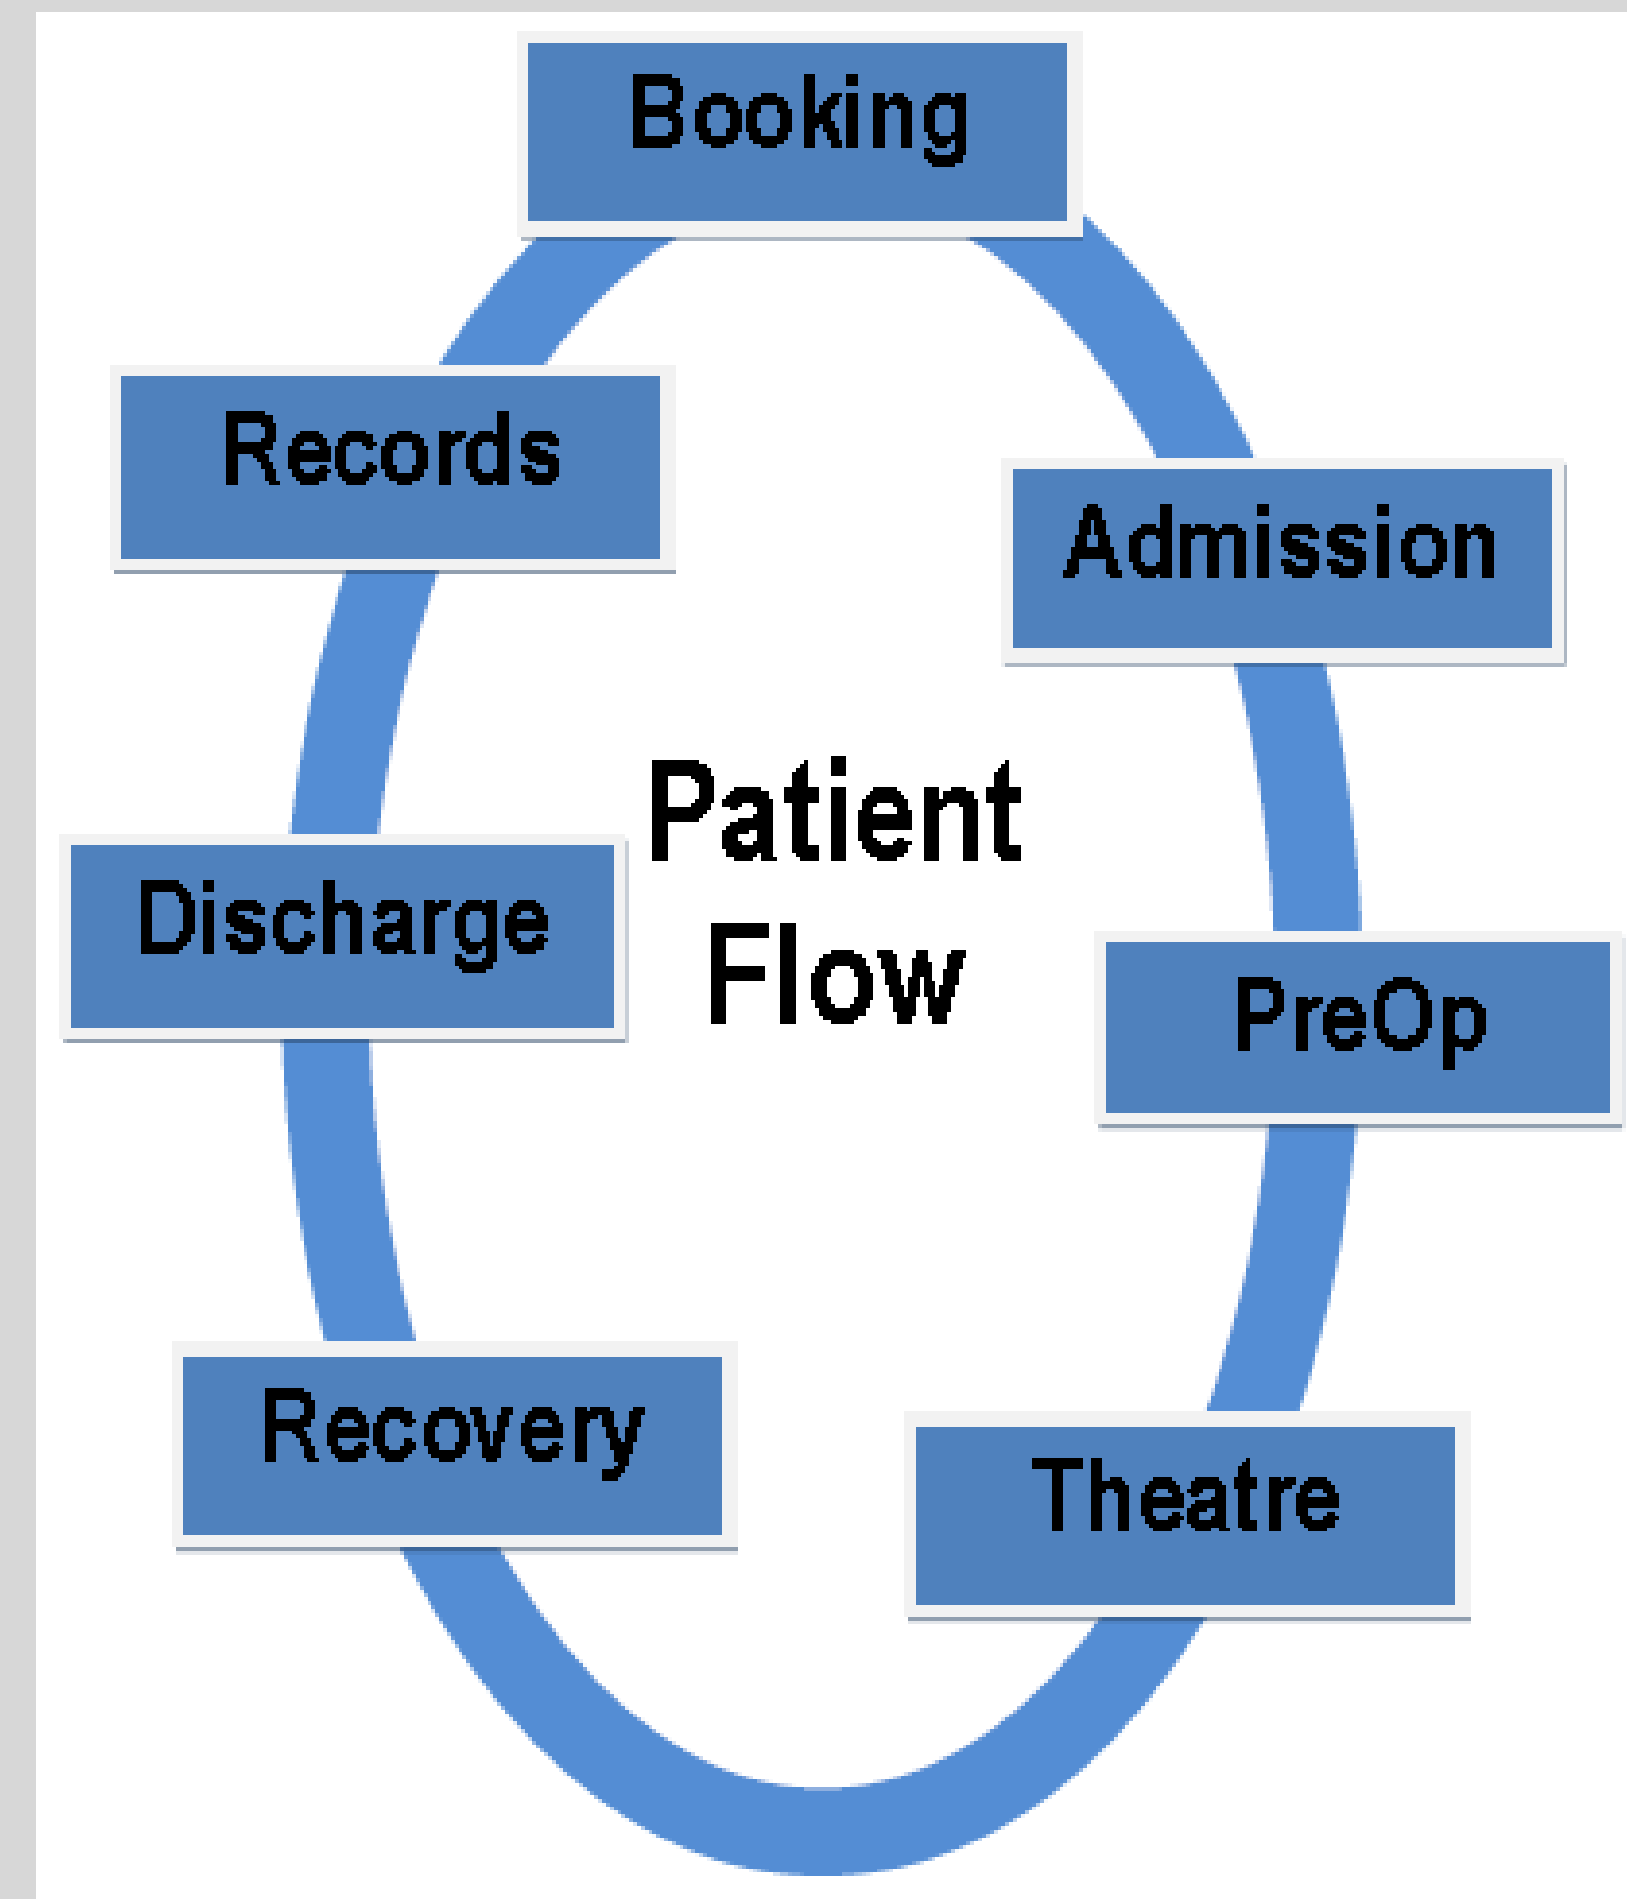 Booking
Records
Admission
Patient
Flow
Discharge
PreOp
Recovery
Theatre